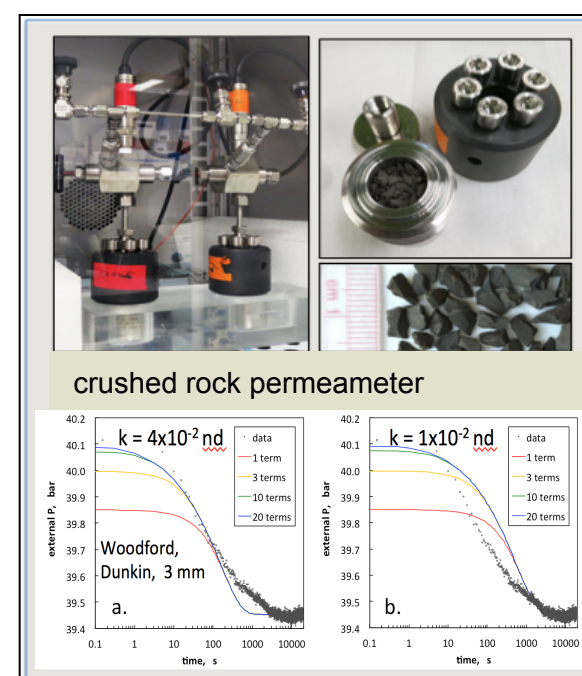 crushed rock permeameter
40.2
40.1
40.0
39.9
39.8
39.7
39.6
39.5
39.4
external P, bar
k = 4x10-2 nd
data
1 term
3 terms
10 terms
20 terms
Woodford,
Dunkin, 3 mm
a.
0.1 1 10 100 1000 10000
time, s
40.2
40.1
40.0
39.9
39.8
39.7
39.6
39.5
39.4
external P, bar
k = 1x10-2 nd
data
1 term
3 terms
10 terms
20 terms
b.
0.1 1 10 100 1000 10000
time, s